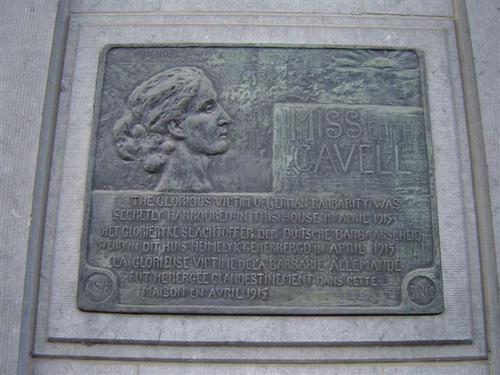 MISS EDITH
CAVELL
THE GLORIOUS VICTIM OF GERMAN BARBARITY WAS
SECRETLY HARBOURED IN THIS HOUSE IN APRIL 1915
HET GLORIERYKE SLACHTOFFER DER DUITSCHE BARBAARSCHEID
WERD IN DIT HUIS HEIMELYK GEHERBERGD IN APRIL 1915
LA GLORIEUSE VICTIME DE LA BARBARIE ALLEMANDE
FUT HEBERGEE CLANDESTINEMENT DANS CETTE
MAISON EN AVRIL 1915